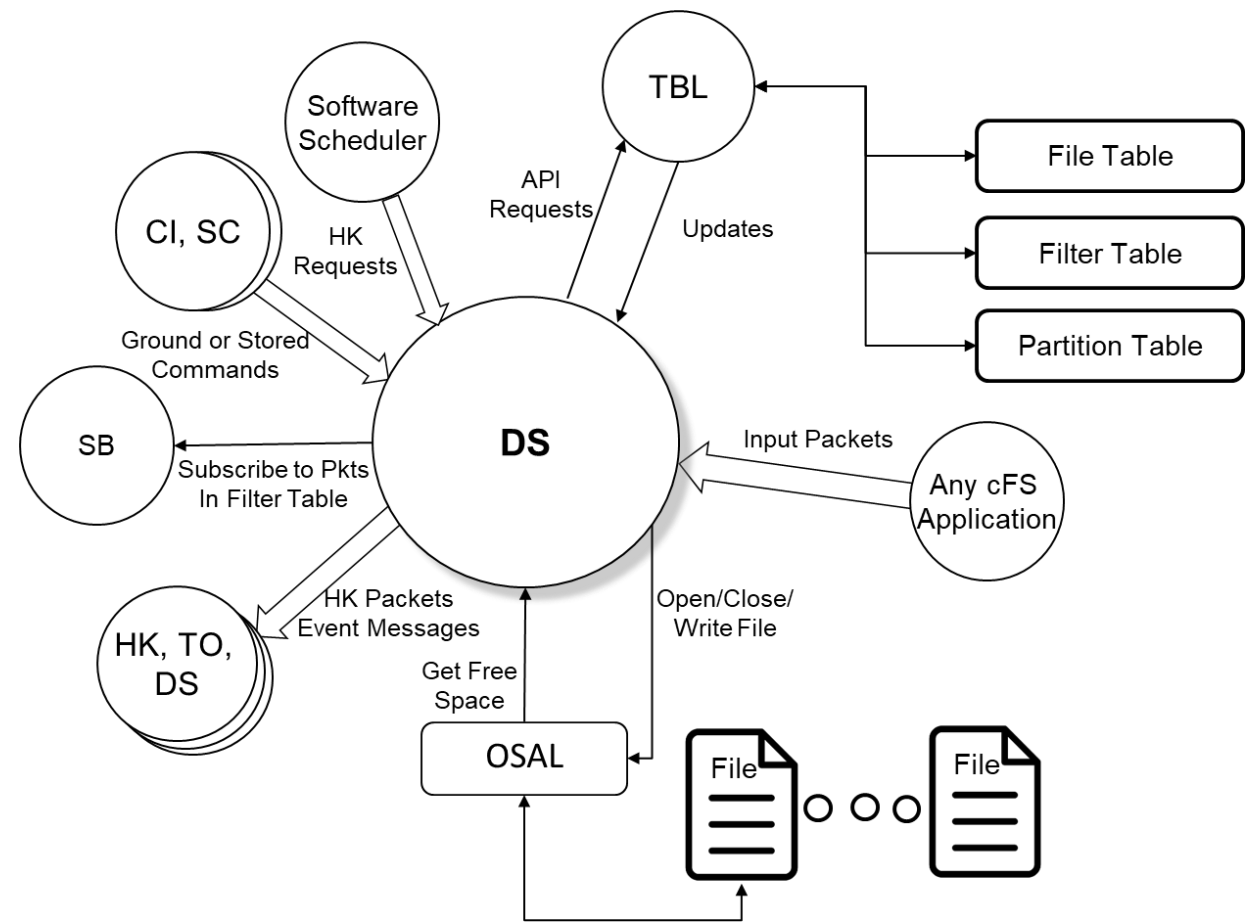 Software
Scheduler
TBL
File Table
Filter Table
Partition Table
API
Requests
Updates
CI, SC
HK
Requests
Ground or Stored
Commands
SB
Subscribe to Pkts
In Filter Table
DS
Input Packets
Any cFS
Application
HK Packets
Event Messages
HK, TO,
DS
Get Free
Space
Open/Close/
Write File
OSAL
File
File